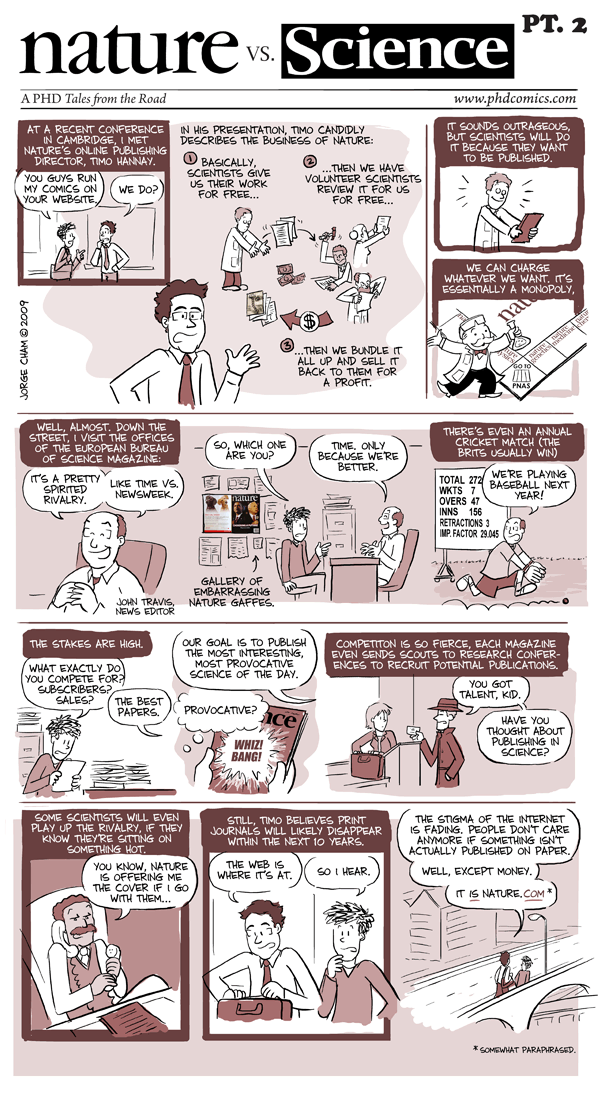 nature vs. Science PT. 2
A PHD Tales from the Road
www.phdcomics.com
AT A RECENT CONFERENCE
IN CAMBRIDGE, I MET
NATURE'S ONLINE PUBLISHING
DIRECTOR, TIMO HANNAY.
YOU GUYS RUN
MY COMICS ON
YOUR WEBSITE.
WE DO?
IN HIS PRESENTATION, TIMO CANDIDLY
DESCRIBES THE BUSINESS OF NATURE:
1 BASICALLY,
SCIENTISTS GIVE
US THEIR WORK
FOR FREE...
2 ...THEN WE HAVE
VOLUNTEER SCIENTISTS
REVIEW IT FOR US
FOR FREE...
$
3 ...THEN WE BUNDLE IT
ALL UP AND SELL IT
BACK TO THEM FOR
A PROFIT.
JORGE CHAM © 2009
IT SOUNDS OUTRAGEOUS,
BUT SCIENTISTS WILL DO
IT BECAUSE THEY WANT
TO BE PUBLISHED.
WE CAN CHARGE
WHATEVER WE WANT. IT'S
ESSENTIALLY A MONOPOLY,
nature
nature
geoscience
nature
medicine
GO TO
PNAS
WELL, ALMOST. DOWN THE
STREET, I VISIT THE OFFICES
OF THE EUROPEAN BUREAU
OF SCIENCE MAGAZINE:
IT'S A PRETTY
SPIRITED
RIVALRY.
LIKE TIME VS.
NEWSWEEK.
JOHN TRAVIS,
NEWS EDITOR
SO, WHICH ONE
ARE YOU?
TIME. ONLY
BECAUSE WE'RE
BETTER.
nature
GALLERY OF
EMBARRASSING
NATURE GAFFES.
THERE'S EVEN AN ANNUAL
CRICKET MATCH (THE
BRITS USUALLY WIN)
TOTAL 272
WKTS 7
OVERS 47
INNS 156
RETRACTIONS 3
IMP. FACTOR 29.045
WE'RE PLAYING
BASEBALL NEXT
YEAR!
THE STAKES ARE HIGH.
WHAT EXACTLY DO
YOU COMPETE FOR?
SUBSCRIBERS?
SALES?
THE BEST
PAPERS.
OUR GOAL IS TO PUBLISH
THE MOST INTERESTING,
MOST PROVOCATIVE
SCIENCE OF THE DAY.
PROVOCATIVE?
nce
WHIZ!
BANG!
COMPETITON IS SO FIERCE, EACH MAGAZINE
EVEN SENDS SCOUTS TO RESEARCH CONFER-
ENCES TO RECRUIT POTENTIAL PUBLICATIONS.
YOU GOT
TALENT, KID.
HAVE YOU
THOUGHT ABOUT
PUBLISHING IN
SCIENCE?
SOME SCIENTISTS WILL EVEN
PLAY UP THE RIVALRY, IF THEY
KNOW THEY'RE SITTING ON
SOMETHING HOT.
YOU KNOW, NATURE
IS OFFERING ME
THE COVER IF I GO
WITH THEM...
STILL, TIMO BELIEVES PRINT
JOURNALS WILL LIKELY DISAPPEAR
WITHIN THE NEXT 10 YEARS.
THE WEB IS
WHERE IT'S AT.
SO I HEAR.
THE STIGMA OF THE INTERNET
IS FADING. PEOPLE DON'T CARE
ANYMORE IF SOMETHING ISN'T
ACTUALLY PUBLISHED ON PAPER.
WELL, EXCEPT MONEY.
IT IS NATURE.COM *
* SOMEWHAT PARAPHRASED.